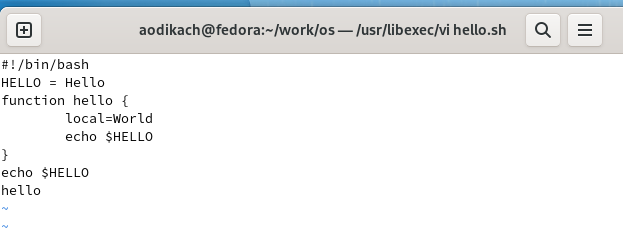 aodikach@fedora:~/work/os — /usr/libexec/vi hello.sh
#!/bin/bash
HELLO = Hello
function hello {
        local=World
        echo $HELLO
}
echo $HELLO
hello
~
~